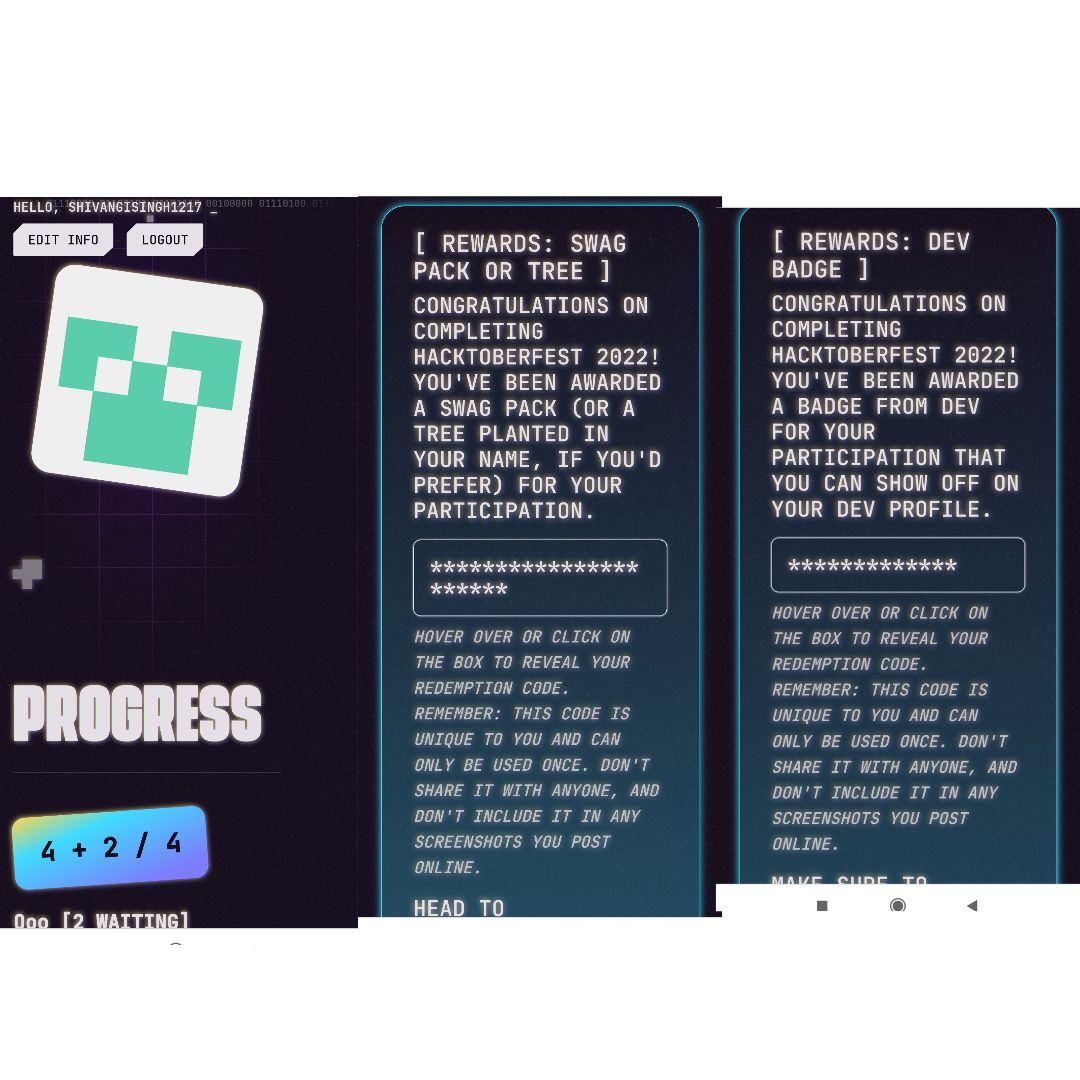 HELLO, SHIVANGISINGH1217 _
00100000 01110100
EDIT INFO
LOGOUT
PROGRESS
4 + 2 / 4
Ooo [2 WAITING]
[ REWARDS: SWAG
PACK OR TREE ]
CONGRATULATIONS ON
COMPLETING
HACKTOBERFEST 2022!
YOU'VE BEEN AWARDED
A SWAG PACK (OR A
TREE PLANTED IN
YOUR NAME, IF YOU'D
PREFER) FOR YOUR
PARTICIPATION.
****************
******
HOVER OVER OR CLICK ON
THE BOX TO REVEAL YOUR
REDEMPTION CODE.
REMEMBER: THIS CODE IS
UNIQUE TO YOU AND CAN
ONLY BE USED ONCE. DON'T
SHARE IT WITH ANYONE, AND
DON'T INCLUDE IT IN ANY
SCREENSHOTS YOU POST
ONLINE.
HEAD TO
[ REWARDS: DEV
BADGE ]
CONGRATULATIONS ON
COMPLETING
HACKTOBERFEST 2022!
YOU'VE BEEN AWARDED
A BADGE FROM DEV
FOR YOUR
PARTICIPATION THAT
YOU CAN SHOW OFF ON
YOUR DEV PROFILE.
*************
HOVER OVER OR CLICK ON
THE BOX TO REVEAL YOUR
REDEMPTION CODE.
REMEMBER: THIS CODE IS
UNIQUE TO YOU AND CAN
ONLY BE USED ONCE. DON'T
SHARE IT WITH ANYONE, AND
DON'T INCLUDE IT IN ANY
SCREENSHOTS YOU POST
ONLINE.
MAKE SURE TO